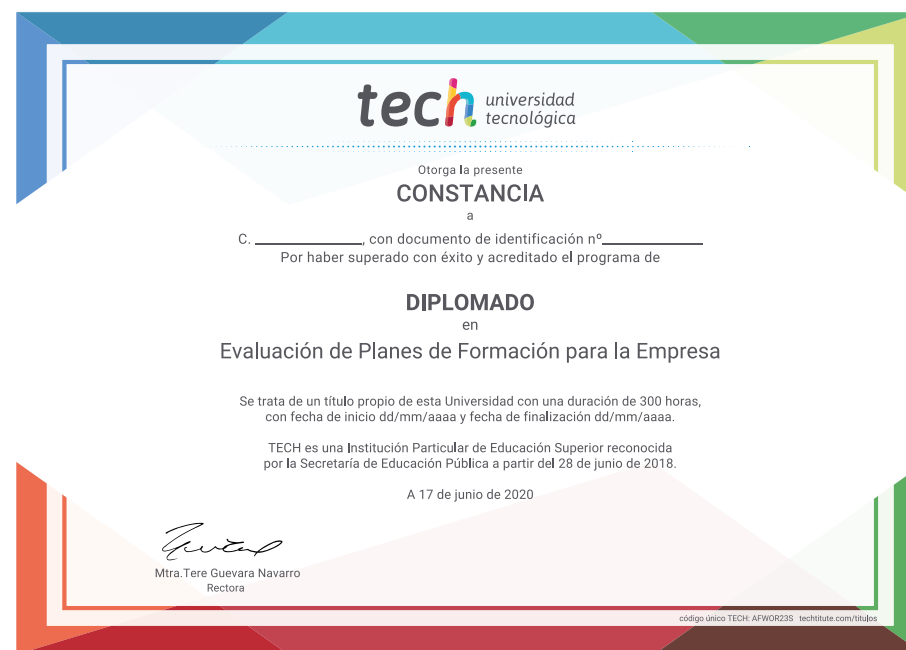 tech universidad
tecnológica
Otorga la presente
CONSTANCIA
a
C. ____________, con documento de identificación nº____________
Por haber superado con éxito y acreditado el programa de
DIPLOMADO
en
Evaluación de Planes de Formación para la Empresa
Se trata de un título propio de esta Universidad con una duración de 300 horas,
con fecha de inicio dd/mm/aaaa y fecha de finalización dd/mm/aaaa.
TECH es una Institución Particular de Educación Superior reconocida
por la Secretaría de Educación Pública a partir del 28 de junio de 2018.
A 17 de junio de 2020
Mtra.Tere Guevara Navarro
Rectora
código único TECH: AFWOR23S techtitute.com/titulos